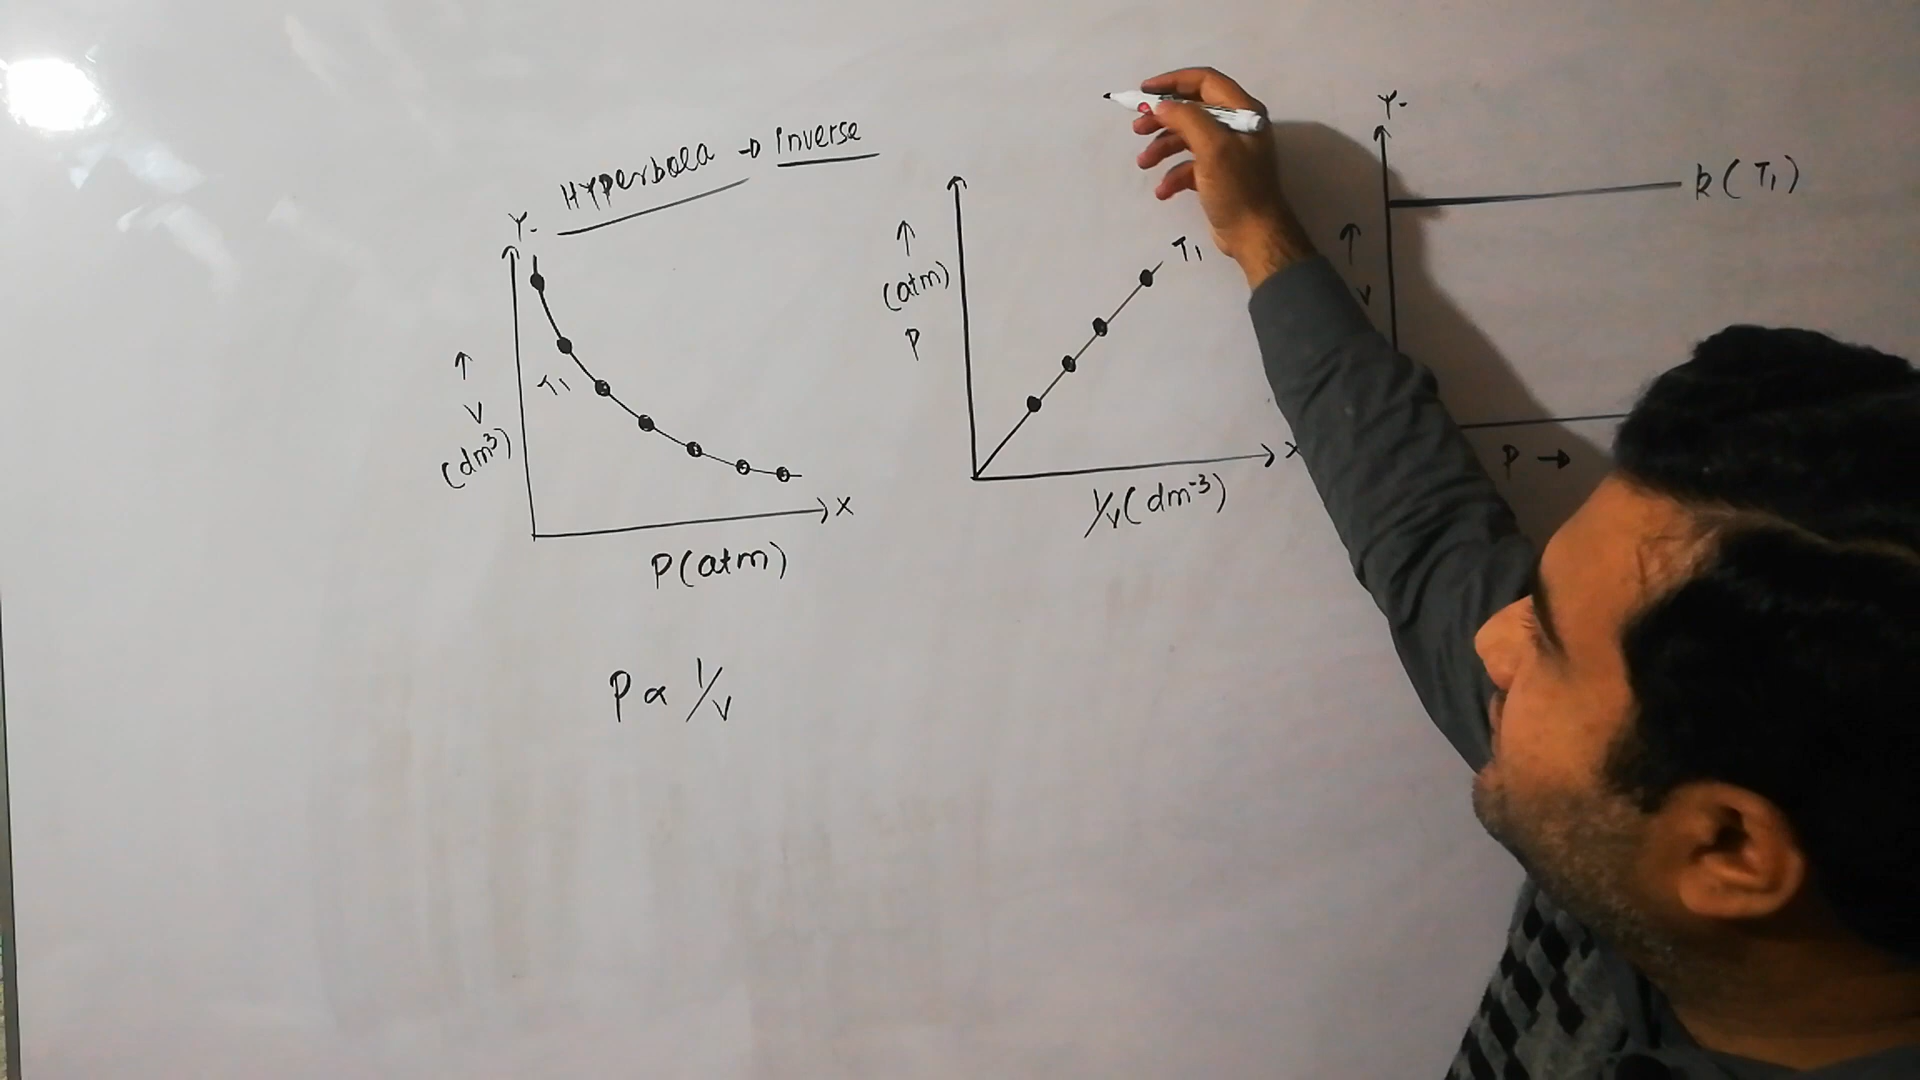 HYPerbola → Inverse
Y-
↑
V
(dm³)
T₁
X
P(atm)
↑
(atm)
P
T₁
X
1/V(dm⁻³)
Y-
↑
V
k(T₁)
P →
P ∝ 1/V